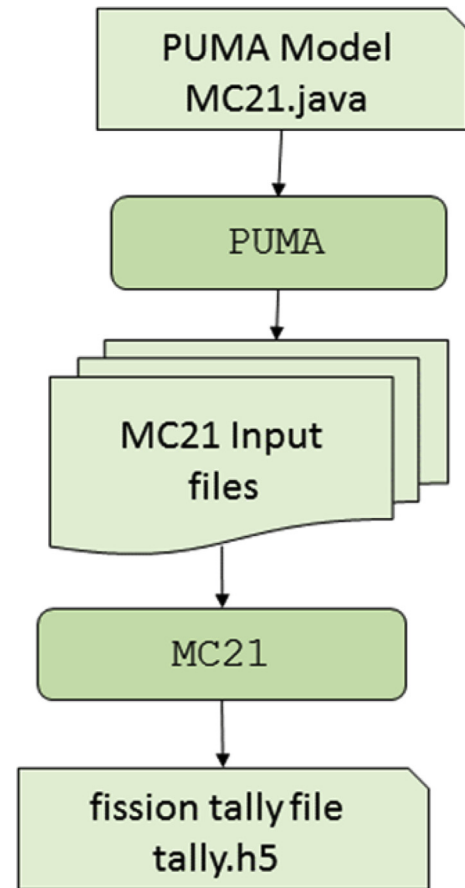 PUMA Model
MC21.java
PUMA
MC21 Input
files
MC21
fission tally file
tally.h5